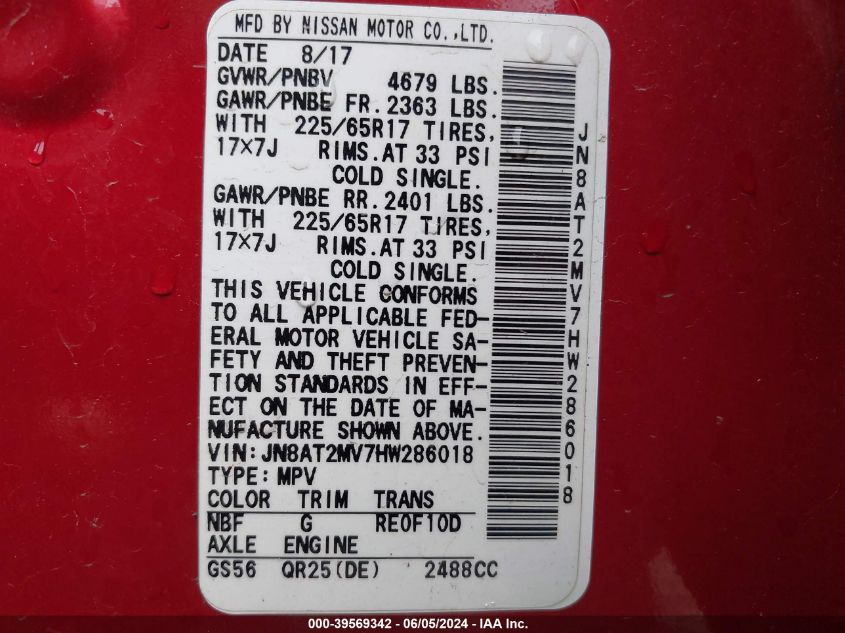 MFD BY NISSAN MOTOR CO.,LTD.
DATE 8/17
GVWR/PNBV 4679 LBS.
GAWR/PNBE FR. 2363 LBS.
WITH 225/65R17 TIRES,
17×7J RIMS.AT 33 PSI
COLD SINGLE.
GAWR/PNBE RR. 2401 LBS.
WITH 225/65R17 TIRES,
17×7J RIMS.AT 33 PSI
COLD SINGLE.
THIS VEHICLE CONFORMS
TO ALL APPLICABLE FED-
ERAL MOTOR VEHICLE SA-
FETY AND THEFT PREVEN-
TION STANDARDS IN EFF-
ECT ON THE DATE OF MA-
NUFACTURE SHOWN ABOVE.
VIN:JN8AT2MV7HW286018
TYPE:MPV
COLOR TRIM TRANS
NBF G RE0F10D
AXLE ENGINE
GS56 QR25(DE) 2488CC
JN8AT2MV7HW286018
000-39569342 - 06/05/2024 - IAA Inc.